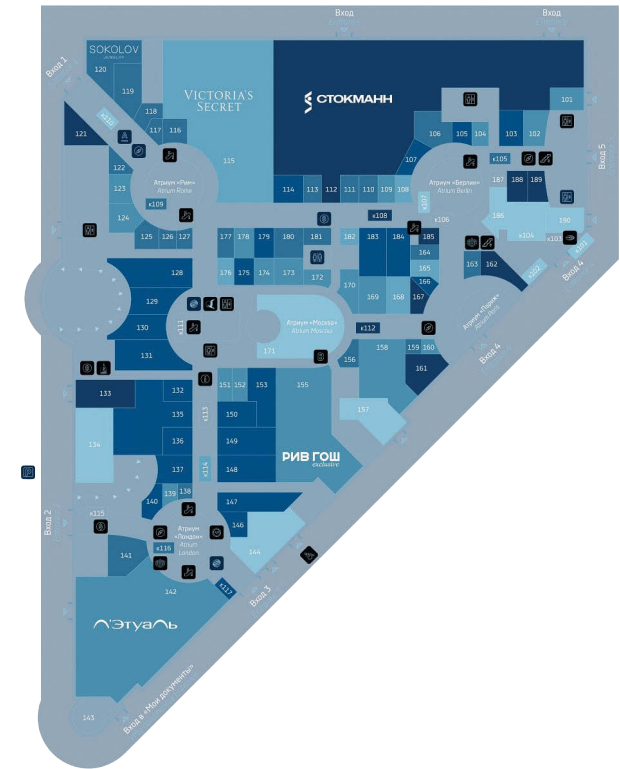 Вход
Вход
SOKOLOV
JEWELRY
Вход 1
120
119
VICTORIA'S
SECRET
СТОКМАНН
101
118
к110
117
116
121
106
105
104
103
102
115
107
к105
Вход 5
122
123
Атриум «Рим»
Atrium Roma
114
113
112
111
110
109
108
Атриум «Берлин»
Atrium Berlin
187
188
189
к109
к107
124
к108
к106
186
190
125
126
127
177
178
179
180
181
182
183
184
185
к104
к103
к101
164
163
162
128
176
175
174
173
172
165
к102
Вход 4
170
166
129
169
168
167
130
к111
Атриум «Москва»
Atrium Moscow
к112
Атриум «Париж»
Atrium Paris
131
171
156
158
159
160
Вход 4
161
133
132
151
152
153
155
135
к113
150
157
134
136
149
РИВ ГОШ
exclusive
137
к114
148
139
138
140
147
к115
Вход 2
Атриум
«Лондон»
Atrium
London
146
к116
144
141
142
к117
Вход 3
Л'Этуаль
Вход в «Мои документы»
143